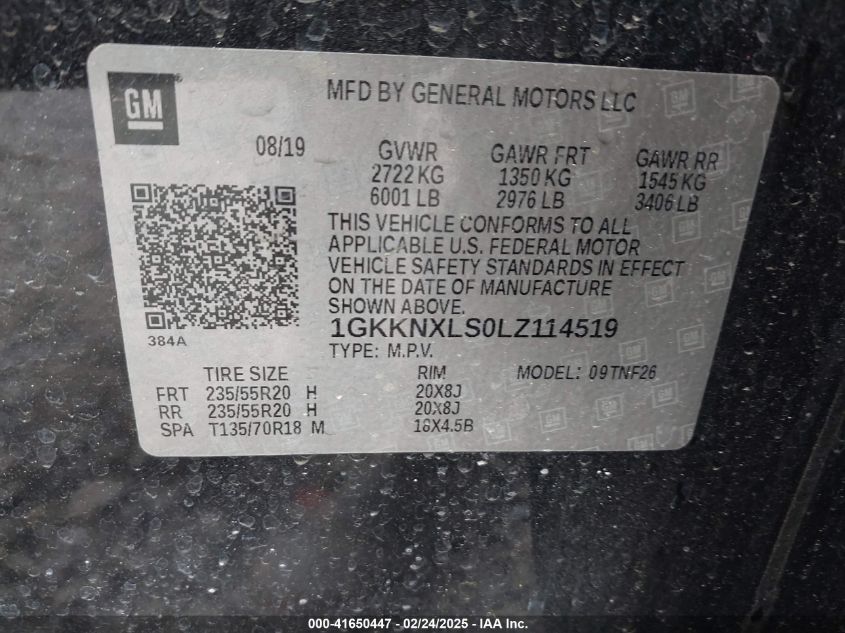 GM
MFD BY GENERAL MOTORS LLC
08/19
GVWR GAWR FRT GAWR RR
2722 KG 1350 KG 1545 KG
6001 LB 2976 LB 3406 LB
THIS VEHICLE CONFORMS TO ALL
APPLICABLE U.S. FEDERAL MOTOR
VEHICLE SAFETY STANDARDS IN EFFECT
ON THE DATE OF MANUFACTURE
SHOWN ABOVE.
384A
1GKKNXLS0LZ114519
TYPE: M.P.V.
TIRE SIZE RIM MODEL: 09TNF26
FRT 235/55R20 H 20X8J
RR 235/55R20 H 20X8J
SPA T135/70R18 M 18X4.5B
000-41650447 - 02/24/2025 - IAA, Inc.